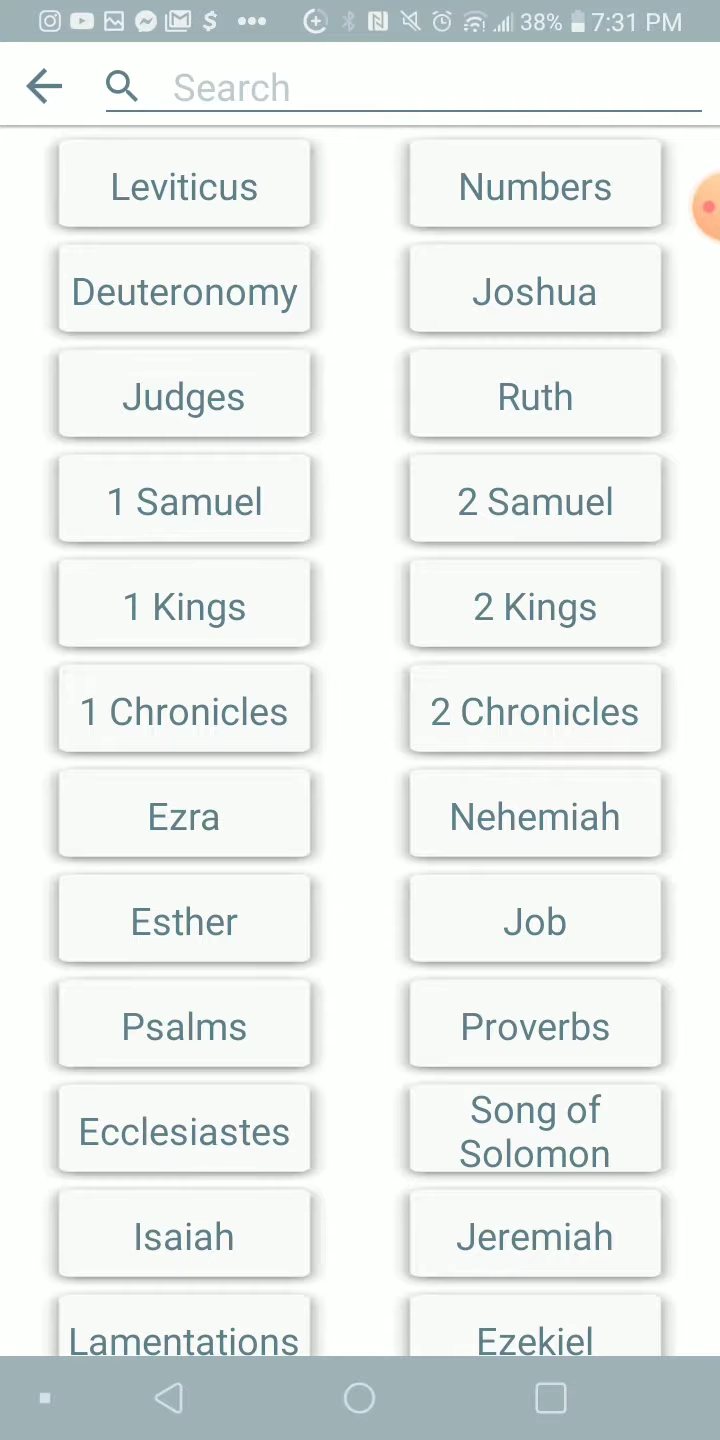 38% 7:31 PM
Search
Leviticus Numbers
Deuteronomy Joshua
Judges Ruth
1 Samuel 2 Samuel
1 Kings 2 Kings
1 Chronicles 2 Chronicles
Ezra Nehemiah
Esther Job
Psalms Proverbs
Ecclesiastes Song of
Solomon
Isaiah Jeremiah
Lamentations Ezekiel